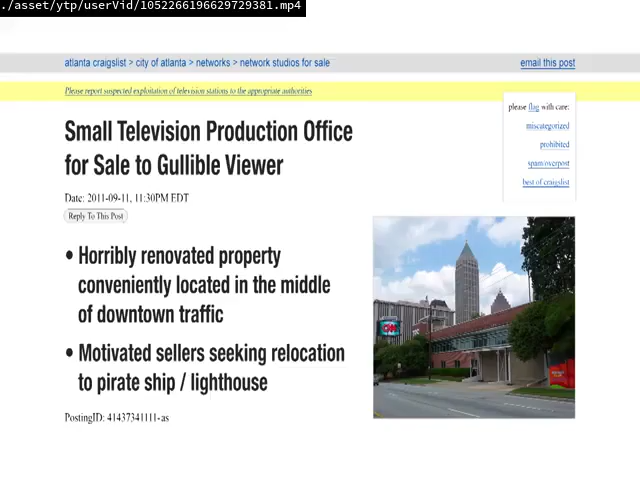 ./asset/ytp/userVid/1052266196629729381.mp4
atlanta craigslist > city of atlanta > networks > network studios for sale
email this post
Please report suspected exploitation of television stations to the appropriate authorities
please flag with care:
miscategorized
prohibited
spam/overpost
best of craigslist
Small Television Production Office
for Sale to Gullible Viewer
Date: 2011-09-11, 11:30PM EDT
Reply To This Post
• Horribly renovated property
conveniently located in the middle
of downtown traffic
• Motivated sellers seeking relocation
to pirate ship / lighthouse
PostingID: 41437341111-as
CNN